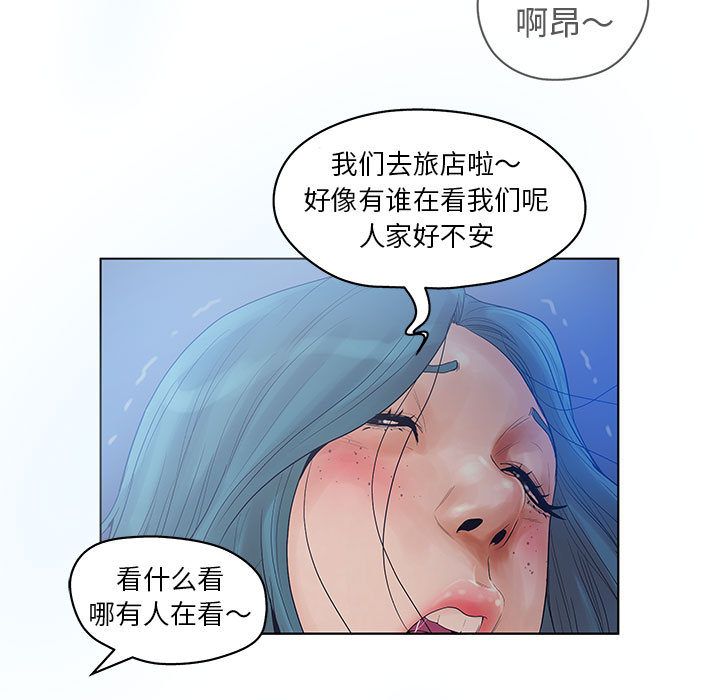 啊昂～
我们去旅店啦～
好像有谁在看我们呢
人家好不安
看什么看
哪有人在看～